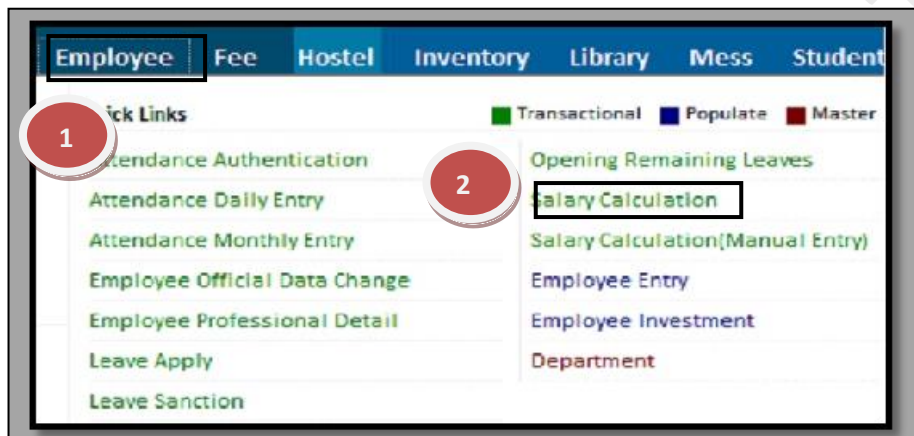 Employee Fee Hostel Inventory Library Mess Student
ick Links Transactional Populate Master
1
ttendance Authentication
2
Opening Remaining Leaves
Attendance Daily Entry
Salary Calculation
Attendance Monthly Entry
Salary Calculation(Manual Entry)
Employee Official Data Change
Employee Entry
Employee Professional Detail
Employee Investment
Leave Apply
Department
Leave Sanction